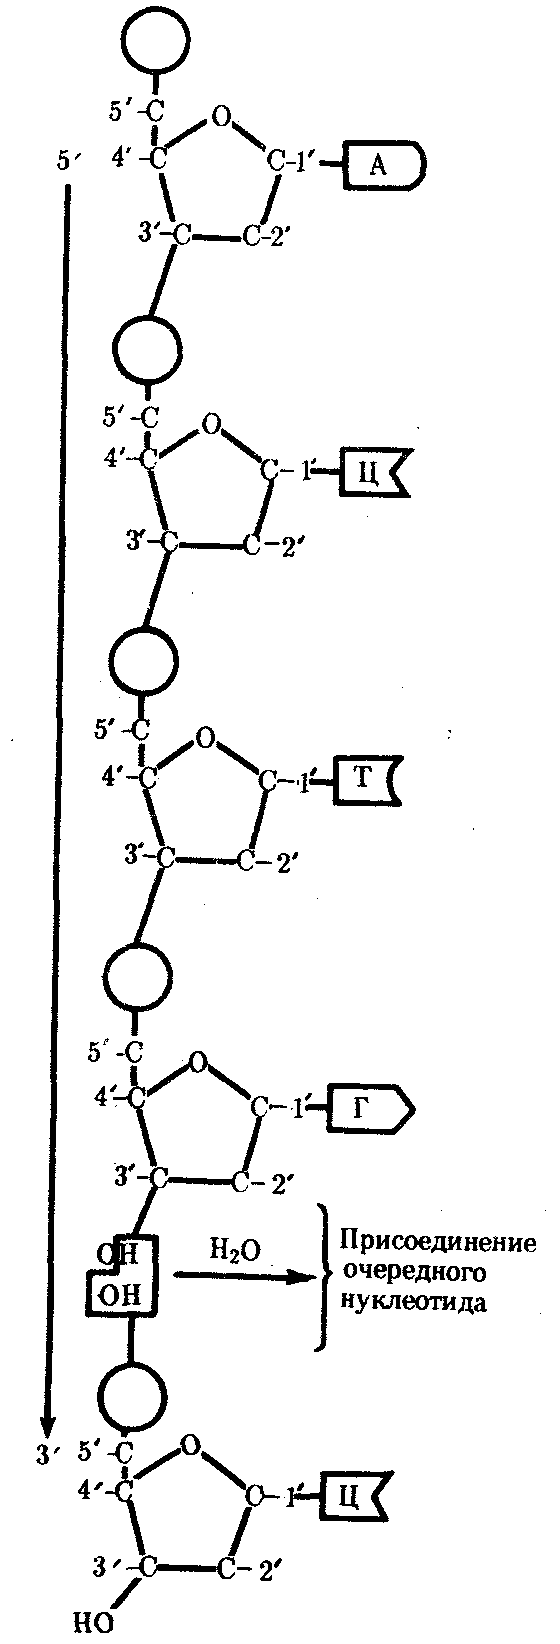 5′-C
O
5′
4′-C
C-1′
А
3′-C
C-2′
5′-C
O
4′-C
C-1′
Ц
3′-C
C-2′
5′-C
O
4′-C
C-1′
Т
3′-C
C-2′
5′-C
O
4′-C
C-1′
Г
3′-C
C-2′
OH
OH
H₂O
Присоединение
очередного
нуклеотида
3′
5′-C
O
4′-C
O-1′
Ц
3′-C
C-2′
HO